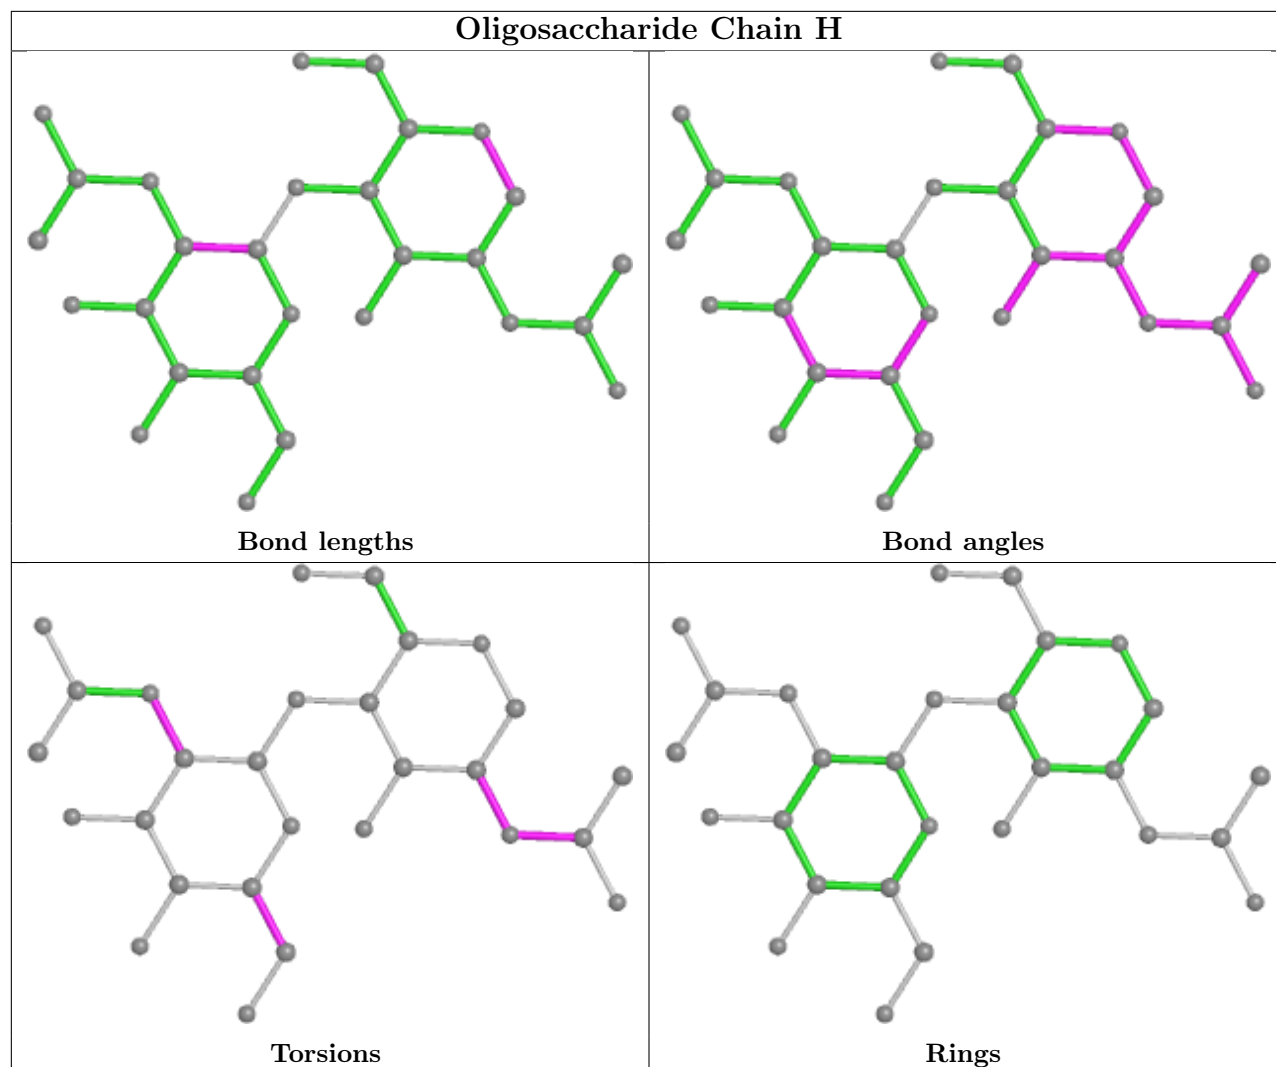 Oligosaccharide Chain H
Bond lengths
Bond angles
Torsions
Rings